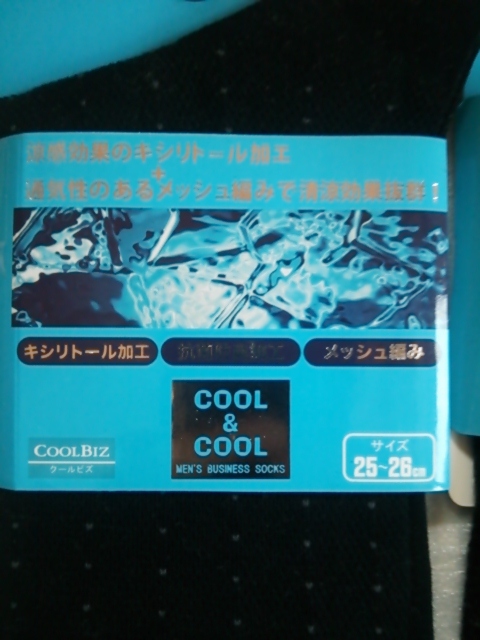 涼感効果のキシリトール加工
+
通気性のあるメッシュ編みで清涼効果抜群!
キシリトール加工
メッシュ編み
COOL
&
COOL
MEN'S BUSINESS SOCKS
COOLBIZ
クールビズ
サイズ
25~26cm